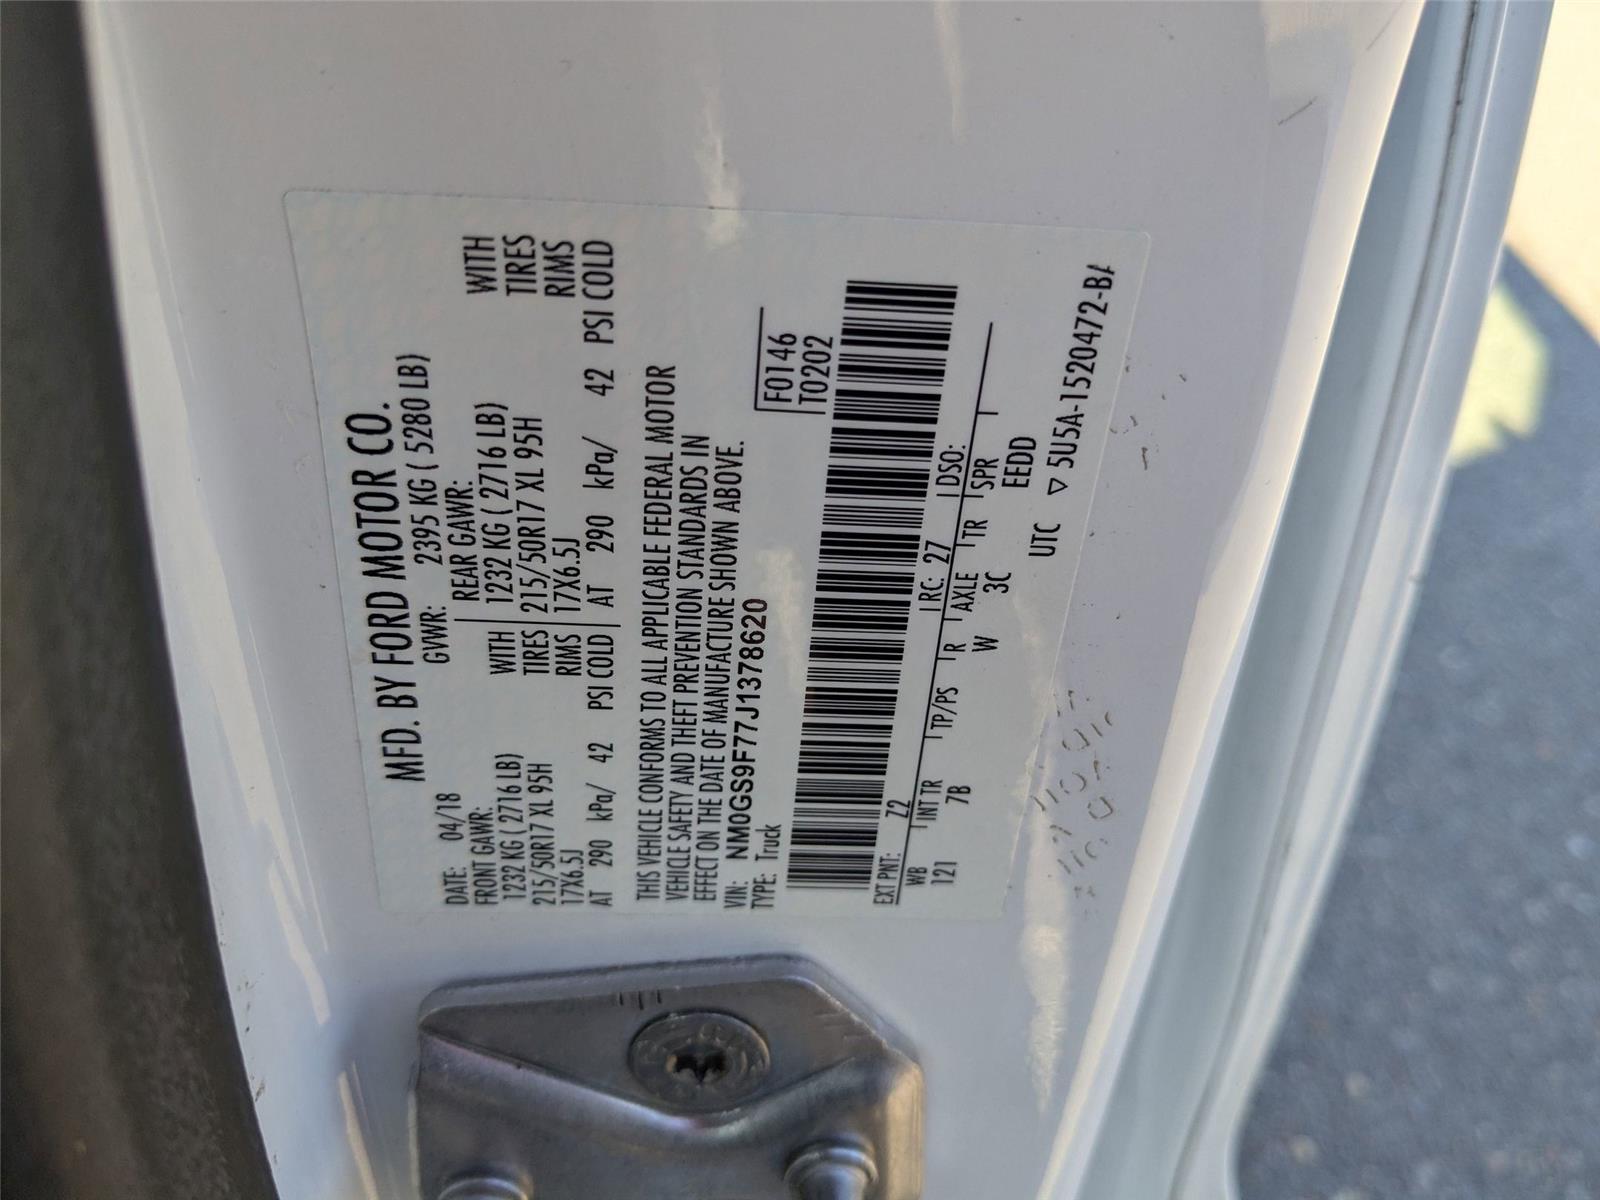 MFD. BY FORD MOTOR CO.
DATE: 04/18 GVWR: 2395 KG ( 5280 LB)
FRONT GAWR: REAR GAWR:
1232 KG ( 2716 LB) WITH 1232 KG ( 2716 LB) WITH
215/50R17 XL 95H TIRES 215/50R17 XL 95H TIRES
17X6.5J RIMS 17X6.5J RIMS
AT 290 kPa/ 42 PSI COLD AT 290 kPa/ 42 PSI COLD
THIS VEHICLE CONFORMS TO ALL APPLICABLE FEDERAL MOTOR
VEHICLE SAFETY AND THEFT PREVENTION STANDARDS IN
EFFECT ON THE DATE OF MANUFACTURE SHOWN ABOVE.
VIN: NM0GS9F77J1378620 F0146
TYPE: Truck T0202
EXT PNT: Z2 RC: 27 DSO:
WB INT TR TP/PS R AXLE TR SPR
121 7B W 3C EEDD
UTC ▽ 5U5A-1520472-BA